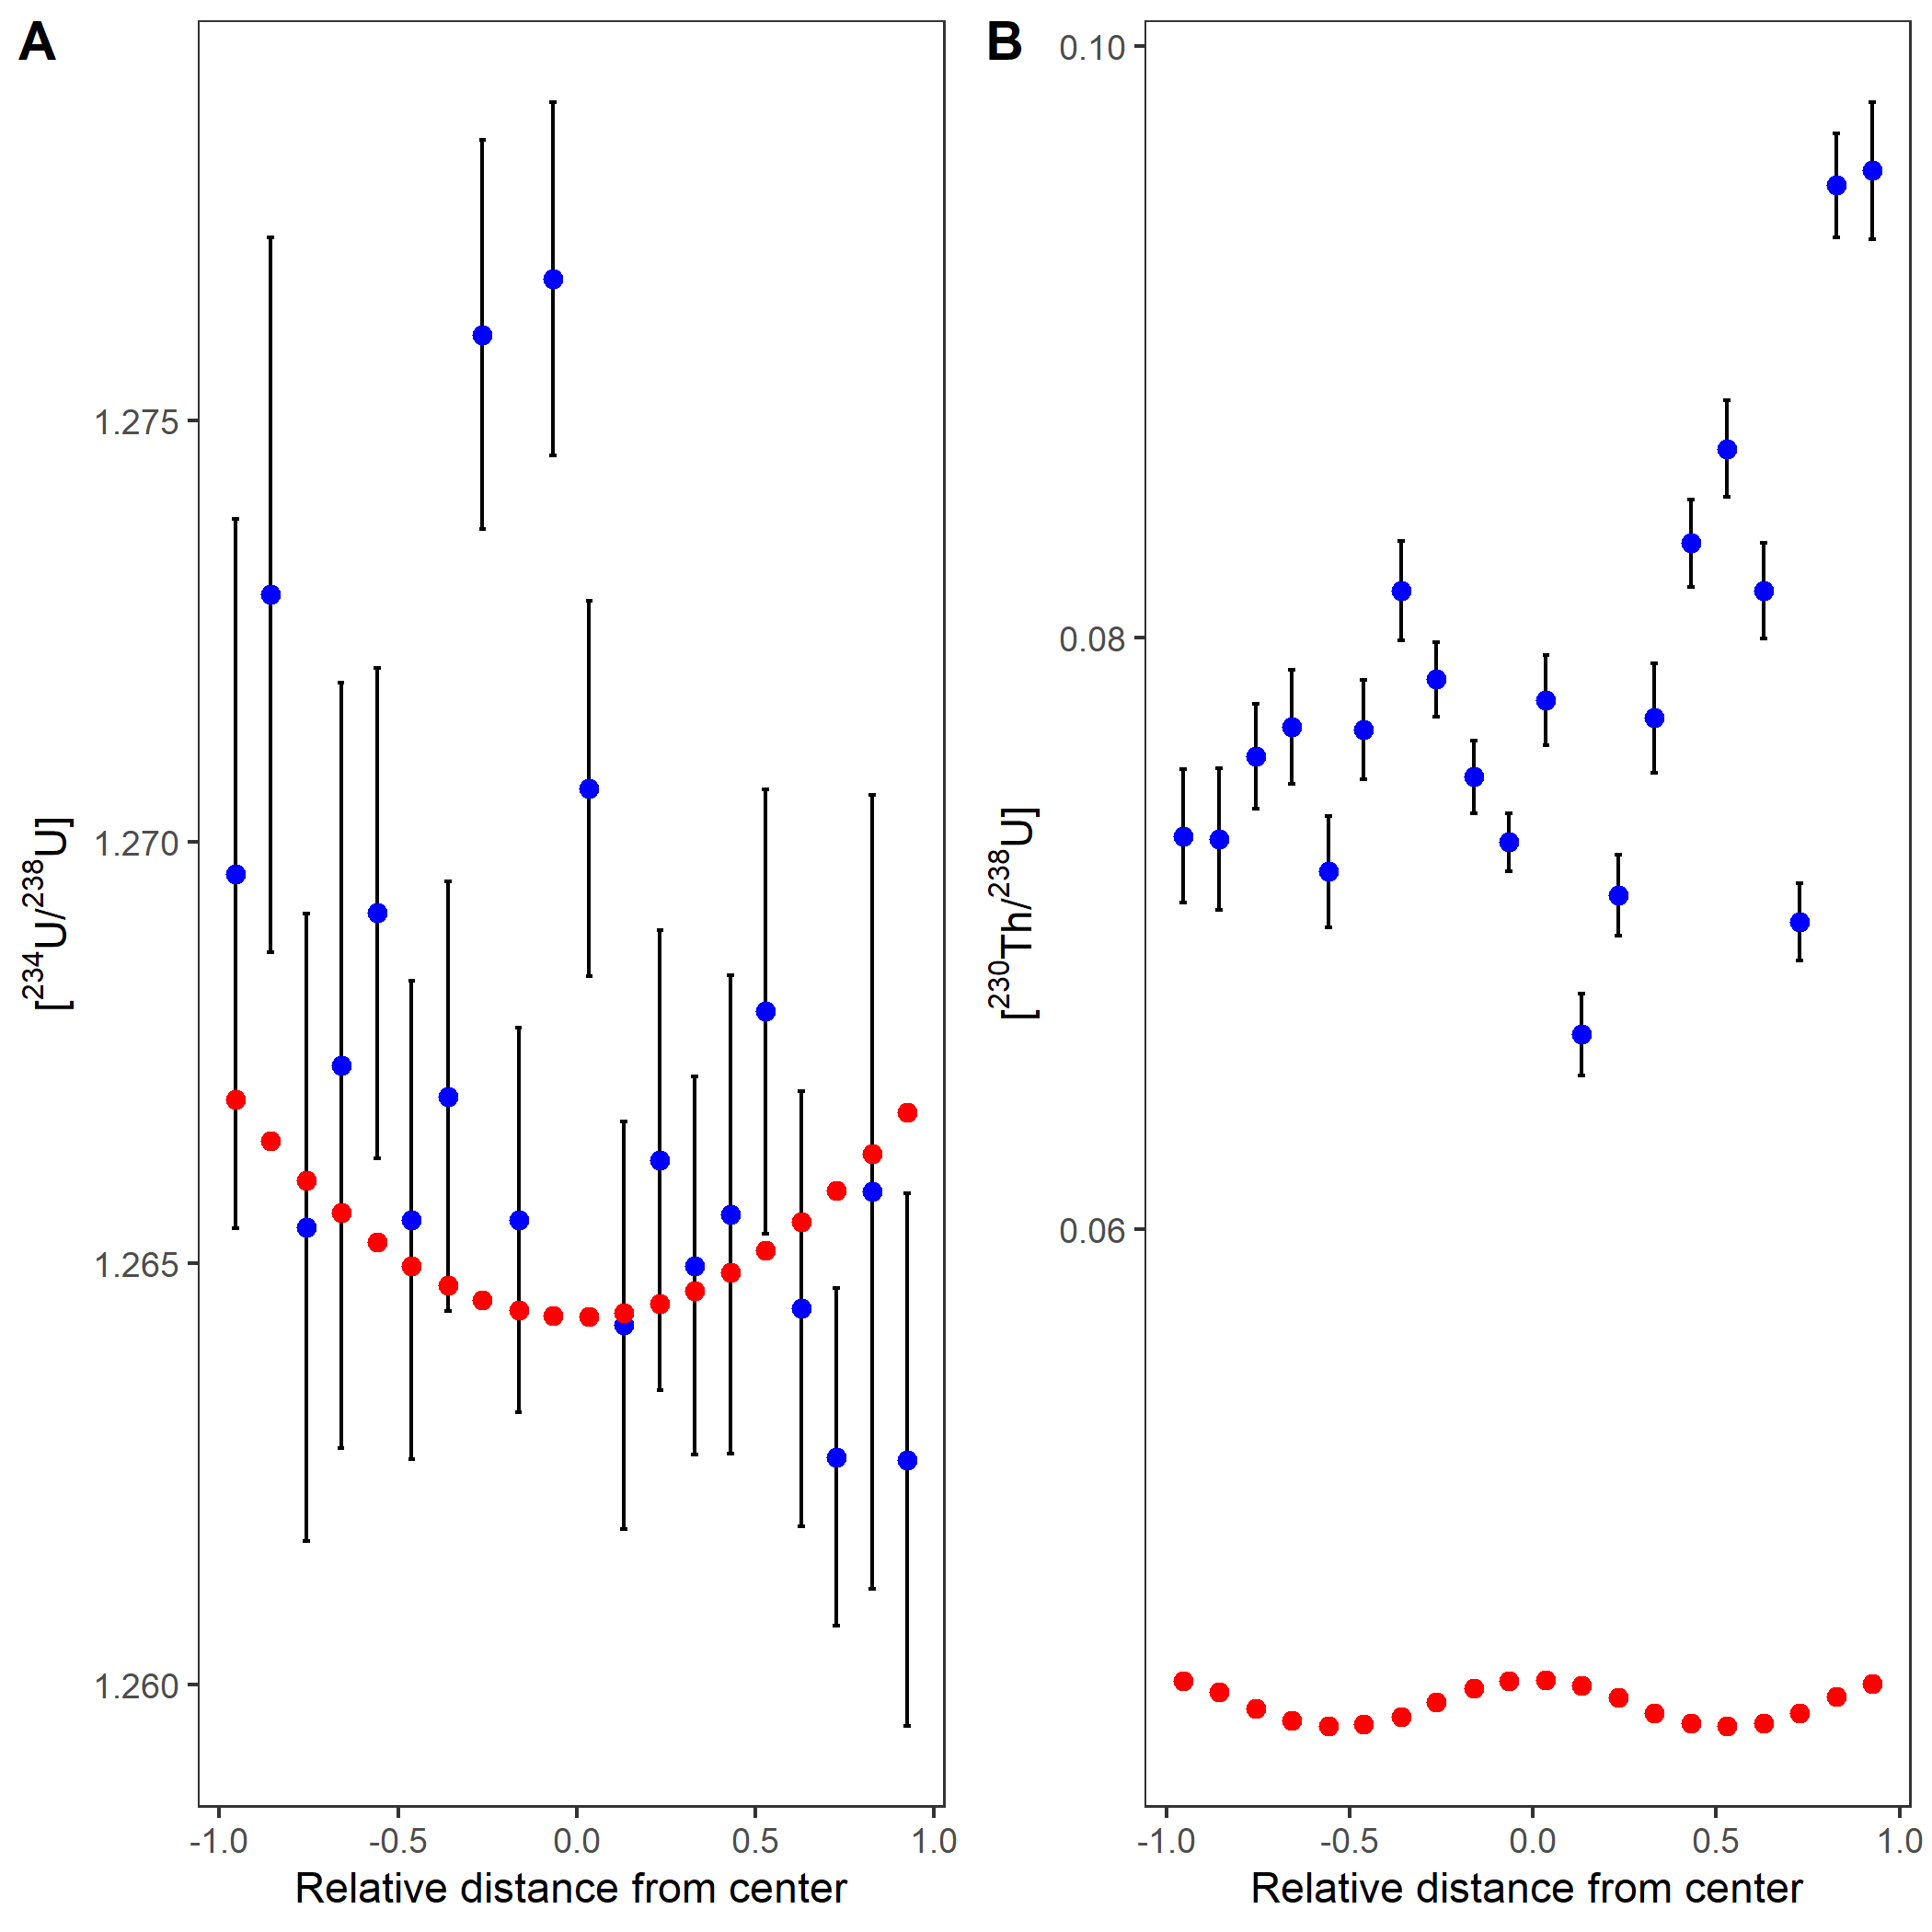 A
[²³⁴U/²³⁸U]
1.275
1.270
1.265
1.260
-1.0 -0.5 0.0 0.5 1.0
Relative distance from center
B
[²³⁰Th/²³⁸U]
0.10
0.08
0.06
-1.0 -0.5 0.0 0.5 1.0
Relative distance from center